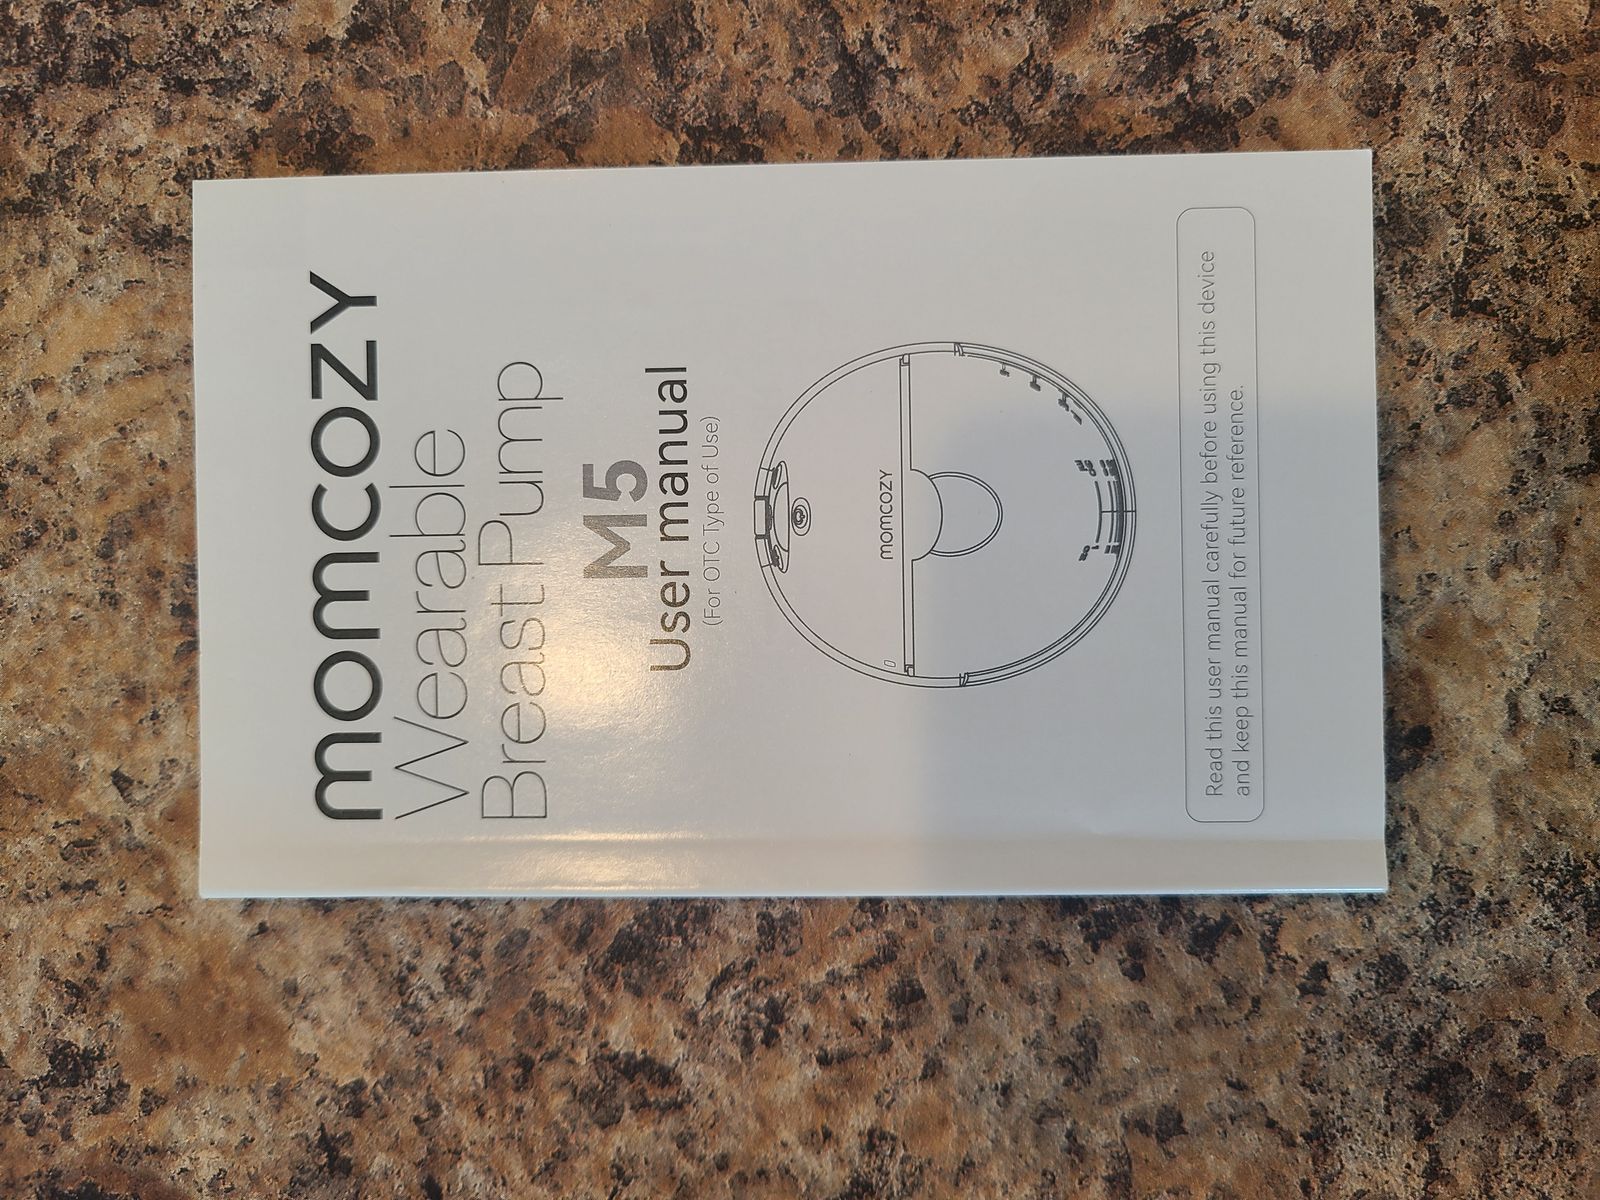 momcozy
Wearable
Breast Pump
M5
User manual
(For OTC Type of Use)
momcozy
Read this user manual carefully before using this device
and keep this manual for future reference.